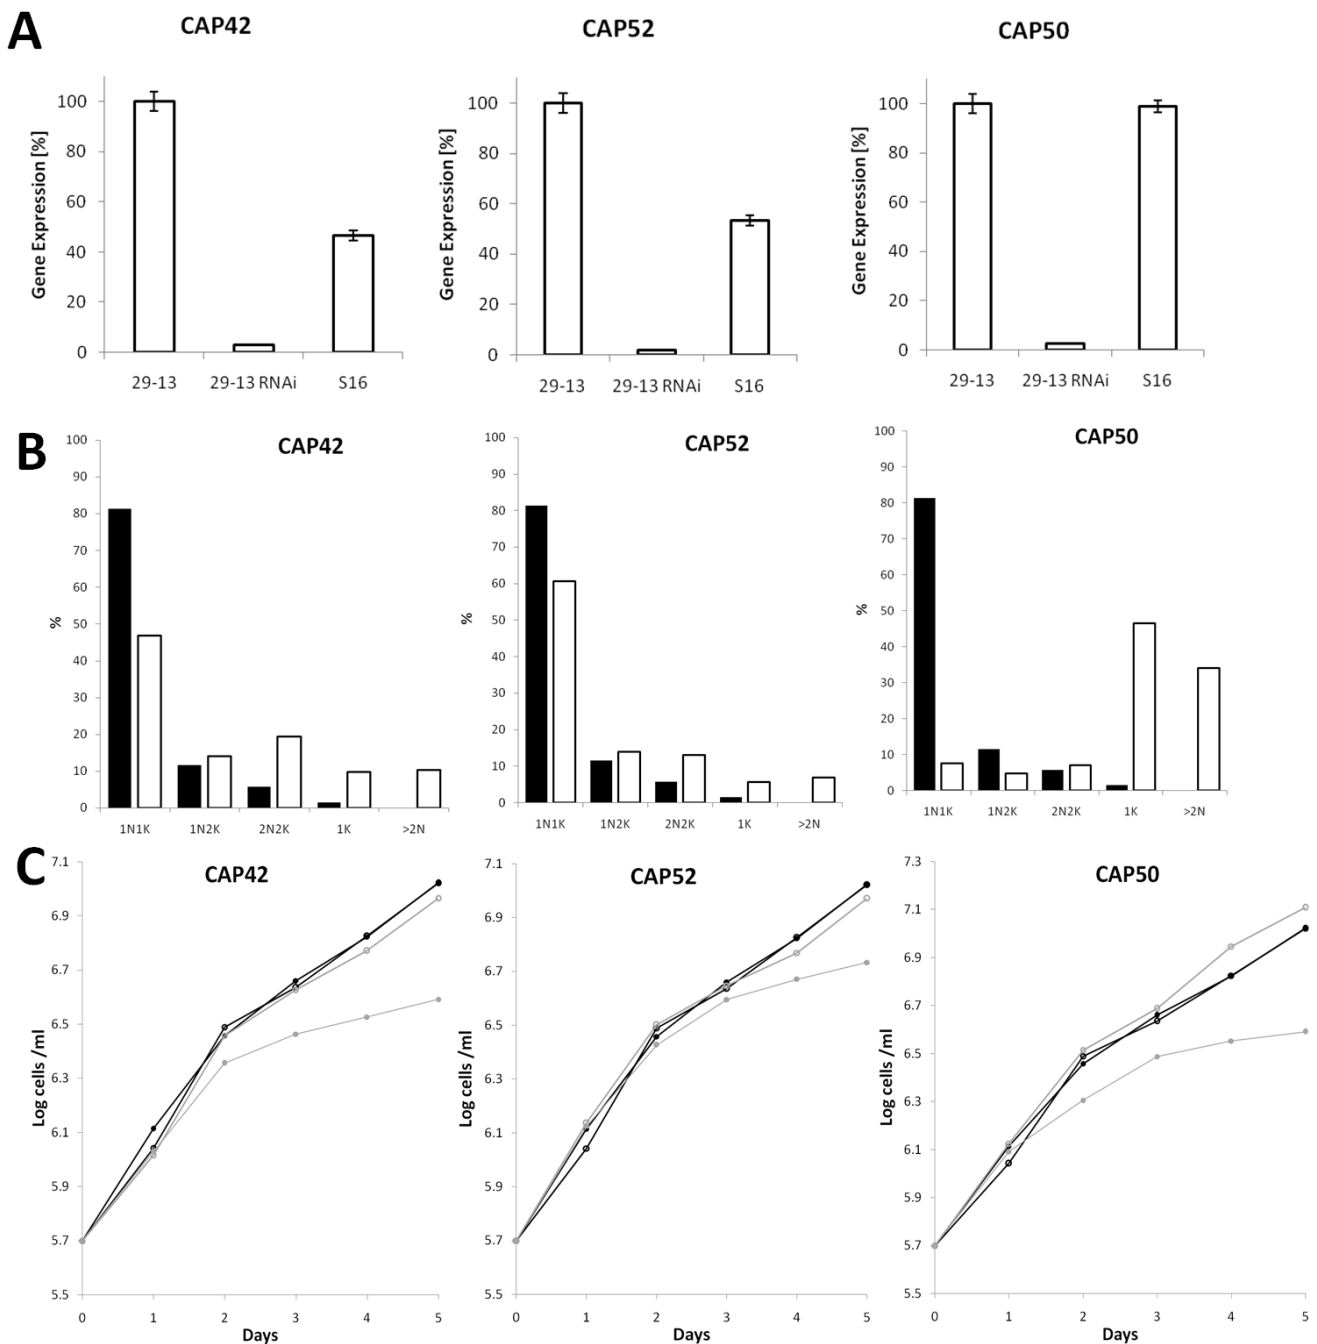 A
CAP42
CAP52
CAP50
Gene Expression [%]
100
80
60
40
20
0
29-13
29-13 RNAi
S16
Gene Expression [%]
100
80
60
40
20
0
29-13
29-13 RNAi
S16
Gene Expression [%]
100
80
60
40
20
0
29-13
29-13 RNAi
S16
B
CAP42
CAP52
CAP50
%
100
90
80
70
60
50
40
30
20
10
0
1N1K
1N2K
2N2K
1K
>2N
%
100
90
80
70
60
50
40
30
20
10
0
1N1K
1N2K
2N2K
1K
>2N
%
100
90
80
70
60
50
40
30
20
10
0
1N1K
1N2K
2N2K
1K
>2N
C
CAP42
CAP52
CAP50
Log cells /ml
7.1
6.9
6.7
6.5
6.3
6.1
5.9
5.7
5.5
0
1
2
3
4
5
Days
Log cells /ml
7.1
6.9
6.7
6.5
6.3
6.1
5.9
5.7
5.5
0
1
2
3
4
5
Days
Log cells /ml
7.3
7.1
6.9
6.7
6.5
6.3
6.1
5.9
5.7
5.5
0
1
2
3
4
5
Days